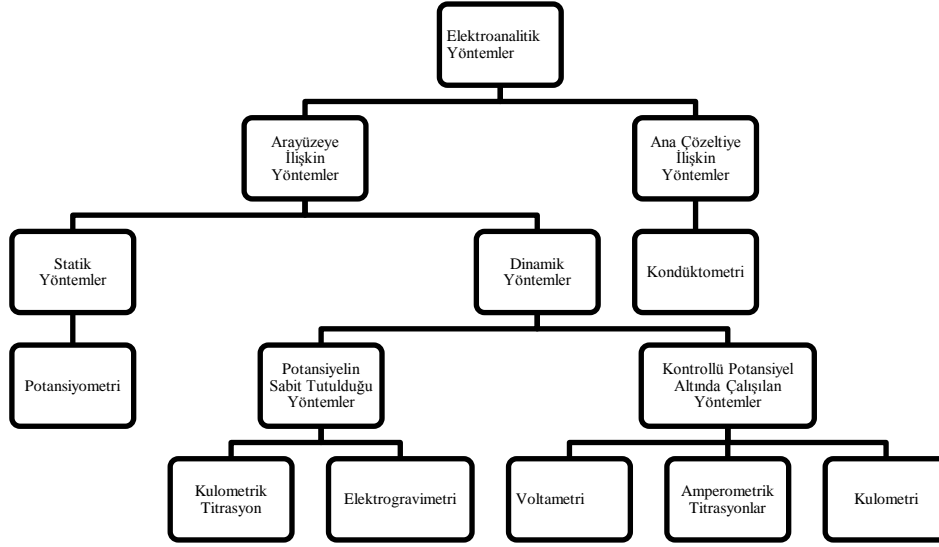 Elektroanalitik
Yöntemler
Arayüzeye
İlişkin
Yöntemler
Ana Çözeltiye
İlişkin
Yöntemler
Statik
Yöntemler
Dinamik
Yöntemler
Kondüktometri
Potansiyometri
Potansiyelin
Sabit Tutulduğu
Yöntemler
Kontrollü Potansiyel
Altında Çalışılan
Yöntemler
Kulometrik
Titrasyon
Elektrogravimetri
Voltametri
Amperometrik
Titrasyonlar
Kulometri